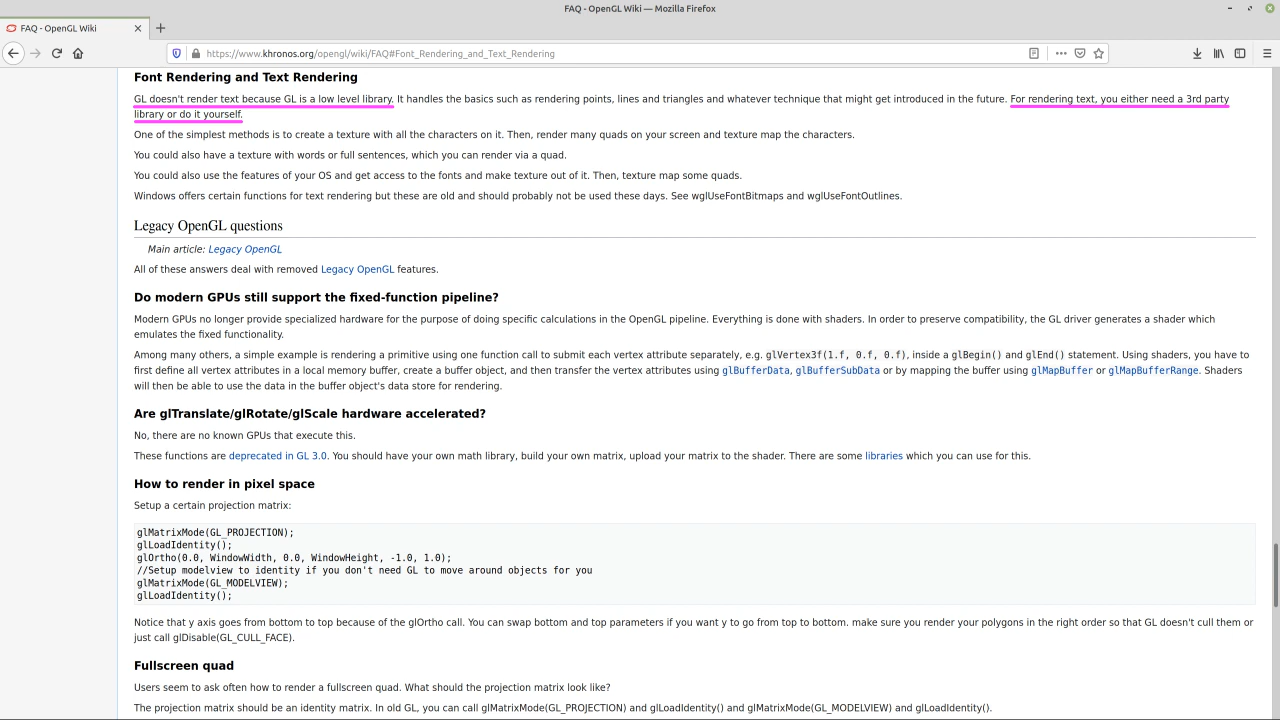 FAQ - OpenGL Wiki — Mozilla Firefox
FAQ - OpenGL Wiki
https://www.khronos.org/opengl/wiki/FAQ#Font_Rendering_and_Text_Rendering
Font Rendering and Text Rendering
GL doesn't render text because GL is a low level library. It handles the basics such as rendering points, lines and triangles and whatever technique that might get introduced in the future. For rendering text, you either need a 3rd party
library or do it yourself.
One of the simplest methods is to create a texture with all the characters on it. Then, render many quads on your screen and texture map the characters.
You could also have a texture with words or full sentences, which you can render via a quad.
You could also use the features of your OS and get access to the fonts and make texture out of it. Then, texture map some quads.
Windows offers certain functions for text rendering but these are old and should probably not be used these days. See wglUseFontBitmaps and wglUseFontOutlines.
Legacy OpenGL questions
Main article: Legacy OpenGL
All of these answers deal with removed Legacy OpenGL features.
Do modern GPUs still support the fixed-function pipeline?
Modern GPUs no longer provide specialized hardware for the purpose of doing specific calculations in the OpenGL pipeline. Everything is done with shaders. In order to preserve compatibility, the GL driver generates a shader which
emulates the fixed functionality.
Among many others, a simple example is rendering a primitive using one function call to submit each vertex attribute separately, e.g. glVertex3f(1.f, 0.f, 0.f), inside a glBegin() and glEnd() statement. Using shaders, you have to
first define all vertex attributes in a local memory buffer, create a buffer object, and then transfer the vertex attributes using glBufferData, glBufferSubData or by mapping the buffer using glMapBuffer or glMapBufferRange. Shaders
will then be able to use the data in the buffer object's data store for rendering.
Are glTranslate/glRotate/glScale hardware accelerated?
No, there are no known GPUs that execute this.
These functions are deprecated in GL 3.0. You should have your own math library, build your own matrix, upload your matrix to the shader. There are some libraries which you can use for this.
How to render in pixel space
Setup a certain projection matrix:
glMatrixMode(GL_PROJECTION);
glLoadIdentity();
glOrtho(0.0, WindowWidth, 0.0, WindowHeight, -1.0, 1.0);
//Setup modelview to identity if you don't need GL to move around objects for you
glMatrixMode(GL_MODELVIEW);
glLoadIdentity();
Notice that y axis goes from bottom to top because of the glOrtho call. You can swap bottom and top parameters if you want y to go from top to bottom. make sure you render your polygons in the right order so that GL doesn't cull them or
just call glDisable(GL_CULL_FACE).
Fullscreen quad
Users seem to ask often how to render a fullscreen quad. What should the projection matrix look like?
The projection matrix should be an identity matrix. In old GL, you can call glMatrixMode(GL_PROJECTION) and glLoadIdentity() and glMatrixMode(GL_MODELVIEW) and glLoadIdentity().